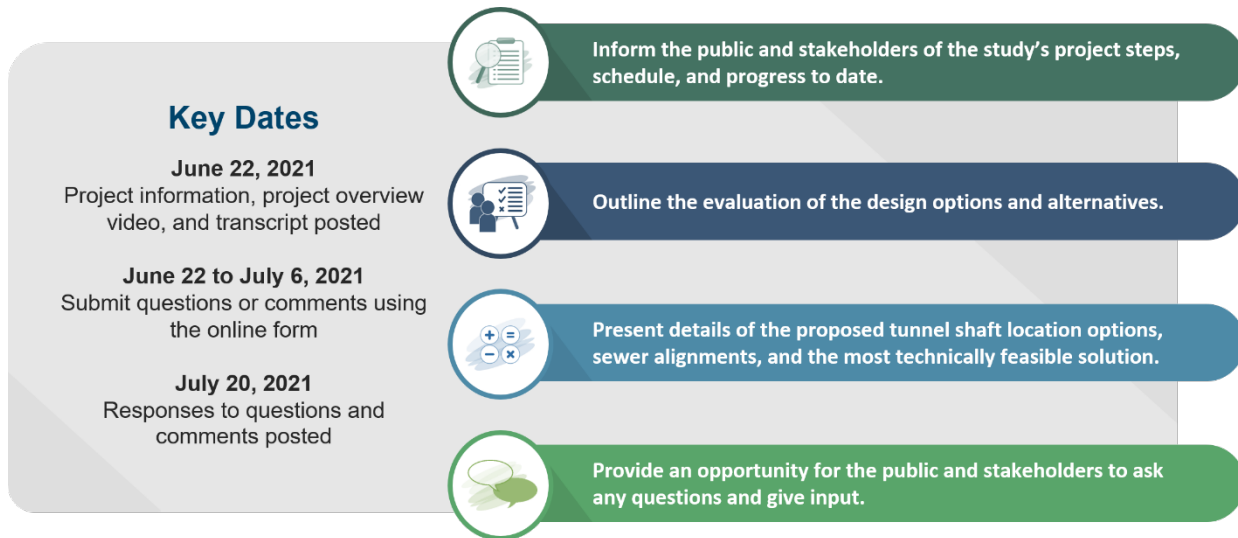 Key Dates
June 22, 2021
Project information, project overview
video, and transcript posted
June 22 to July 6, 2021
Submit questions or comments using
the online form
July 20, 2021
Responses to questions and
comments posted
Inform the public and stakeholders of the study's project steps,
schedule, and progress to date.
Outline the evaluation of the design options and alternatives.
Present details of the proposed tunnel shaft location options,
sewer alignments, and the most technically feasible solution.
Provide an opportunity for the public and stakeholders to ask
any questions and give input.